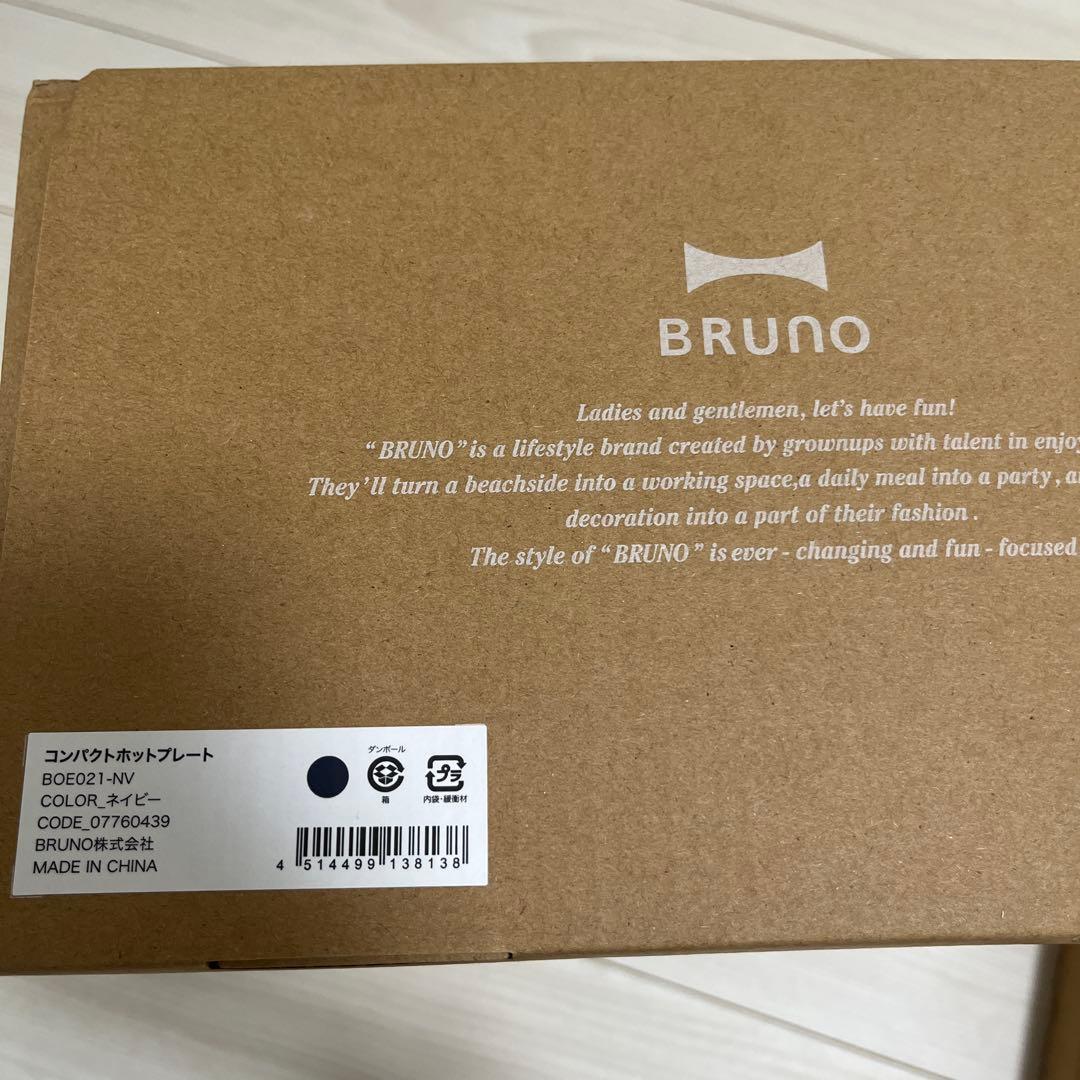 BRUNO
Ladies and gentlemen, let's have fun!
"BRUNO" is a lifestyle brand created by grownups with talent in
They'll turn a beachside into a working space,a daily meal into a party,
decoration into a part of their fashion.
The style of "BRUNO" is ever - changing and fun - focused
コンパクトホットプレート
BOE021-NV
COLOR_ネイビー
CODE_07760439
BRUNO株式会社
MADE IN CHINA
ダンボール
箱
プラ
内袋・緩衝材
4 514499 138138